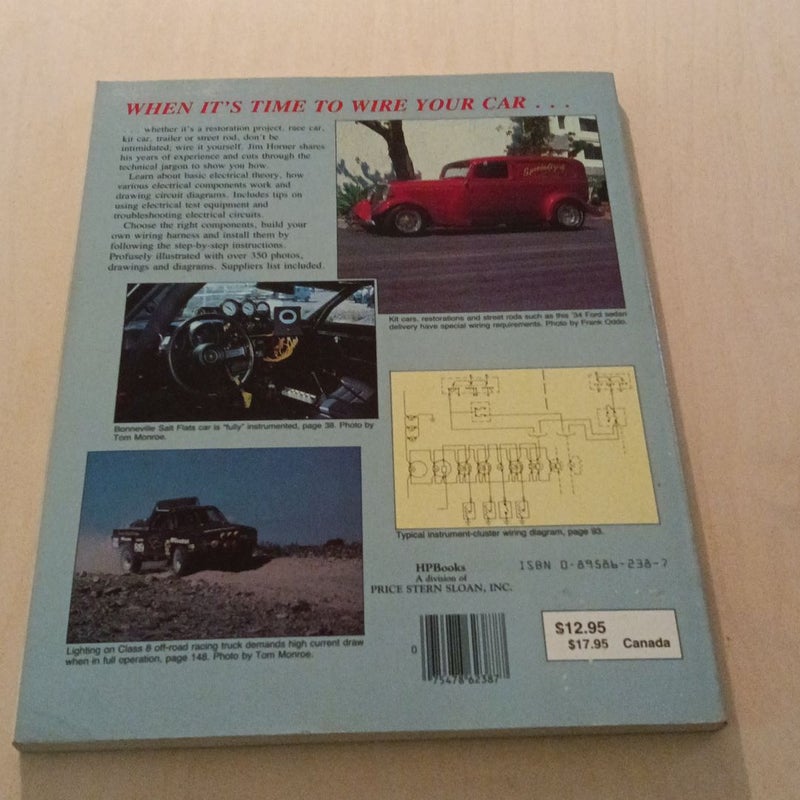 WHEN IT'S TIME TO WIRE YOUR CAR . . .
whether it's a restoration project, race car,
kit car, trailer or street rod, don't be
intimidated; wire it yourself. Jim Horner shares
his years of experience and cuts through the
technical jargon to show you how.
Learn about basic electrical theory, how
various electrical components work and
drawing circuit diagrams. Includes tips on
using electrical test equipment and
troubleshooting electrical circuits.
Choose the right components, build your
own wiring harness and install them by
following the step-by-step instructions.
Profusely illustrated with over 350 photos,
drawings and diagrams. Suppliers list included.
Kit cars, restorations and street rods such as this '34 Ford sedan
delivery have special wiring requirements. Photo by Frank Oddo.
Bonneville Salt Flats car is "fully" instrumented, page 38. Photo by
Tom Monroe.
Typical instrument-cluster wiring diagram, page 93.
Lighting on Class 8 off-road racing truck demands high current draw
when in full operation, page 148. Photo by Tom Monroe.
HPBooks
A division of
PRICE STERN SLOAN, INC.
ISBN 0-89586-238-7
0
75478 62387
$12.95
$17.95 Canada